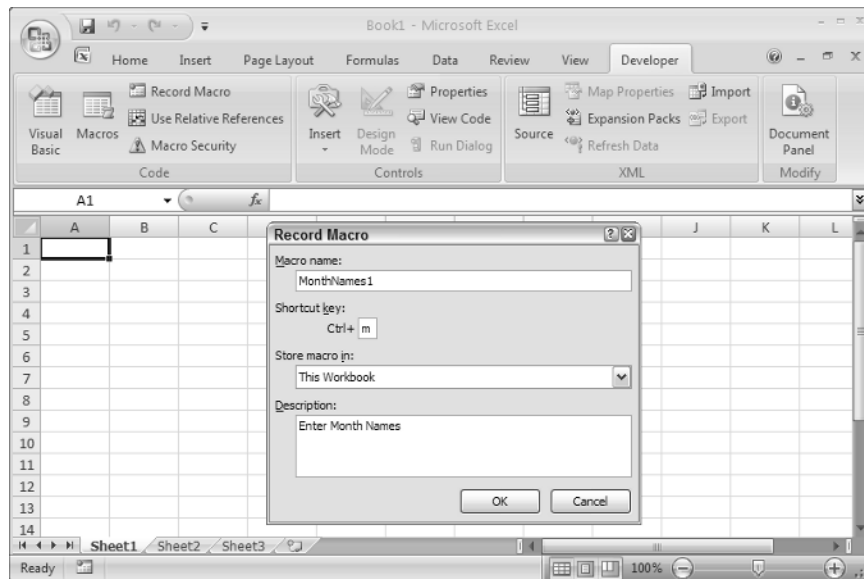 Book1 - Microsoft Excel
Home Insert Page Layout Formulas Data Review View Developer
Visual Basic
Macros
Record Macro
Use Relative References
Macro Security
Code
Insert
Design Mode
Properties
View Code
Run Dialog
Controls
Source
Map Properties
Expansion Packs
Refresh Data
Import
Export
XML
Document Panel
Modify
A1 fx
A B C J K L
1
2
3
4
5
6
7
8
9
10
11
12
13
14
Record Macro
Macro name:
MonthNames1
Shortcut key:
Ctrl+ m
Store macro in:
This Workbook
Description:
Enter Month Names
OK Cancel
Sheet1 Sheet2 Sheet3
Ready 100%